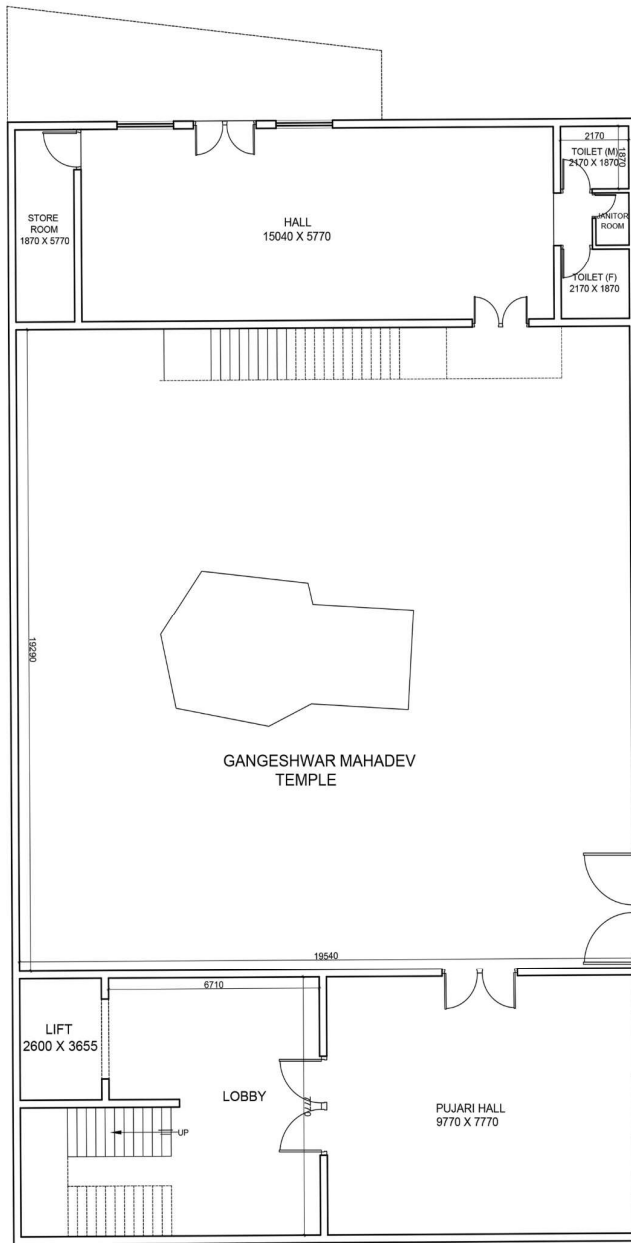 2170
TOILET (M)
2170 X 1870
1870
STORE
ROOM
1870 X 5770
HALL
15040 X 5770
JANITOR
ROOM
TOILET (F)
2170 X 1870
19290
GANGESHWAR MAHADEV
TEMPLE
19540
6710
LIFT
2600 X 3655
LOBBY
7770
PUJARI HALL
9770 X 7770
UP